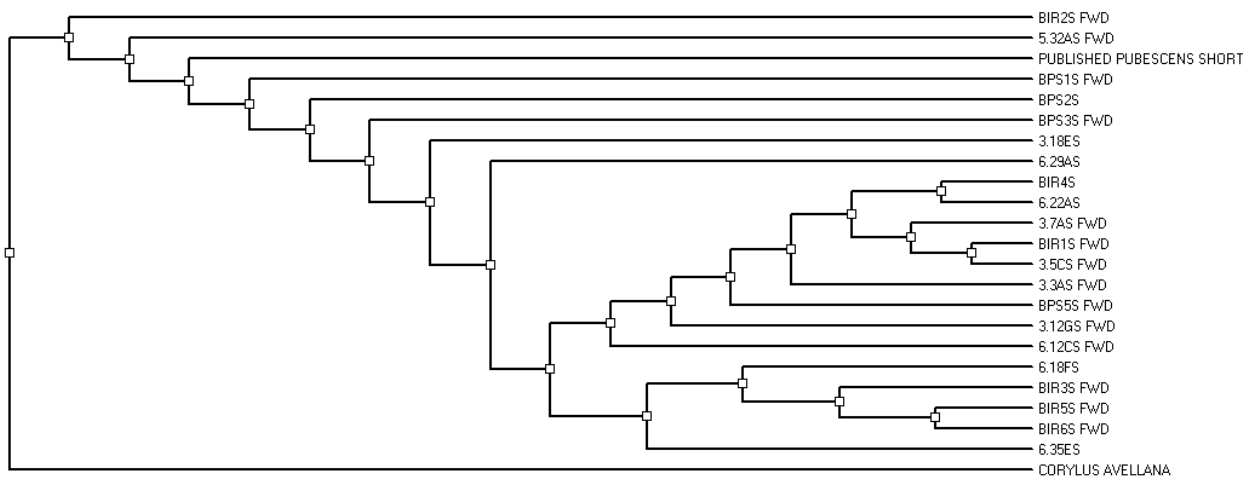 BIR2S FWD
5.32AS FWD
PUBLISHED PUBESCENS SHORT
BPS1S FWD
BPS2S
BPS3S FWD
3.18ES
6.29AS
BIR4S
6.22AS
3.7AS FWD
BIR1S FWD
3.5CS FWD
3.3AS FWD
BPS5S FWD
3.12GS FWD
6.12CS FWD
6.18FS
BIR3S FWD
BIR5S FWD
BIR6S FWD
6.35ES
CORYLUS AVELLANA